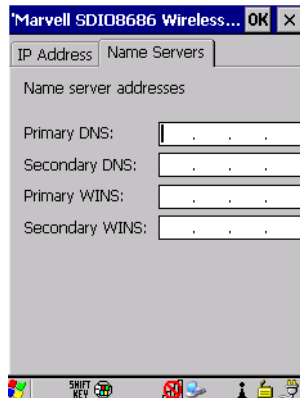 'Marvell SDIO8686 Wireless... OK ×
IP Address Name Servers
Name server addresses
Primary DNS: . . .
Secondary DNS: . . .
Primary WINS: . . .
Secondary WINS: . . .
SHIFT
KEY